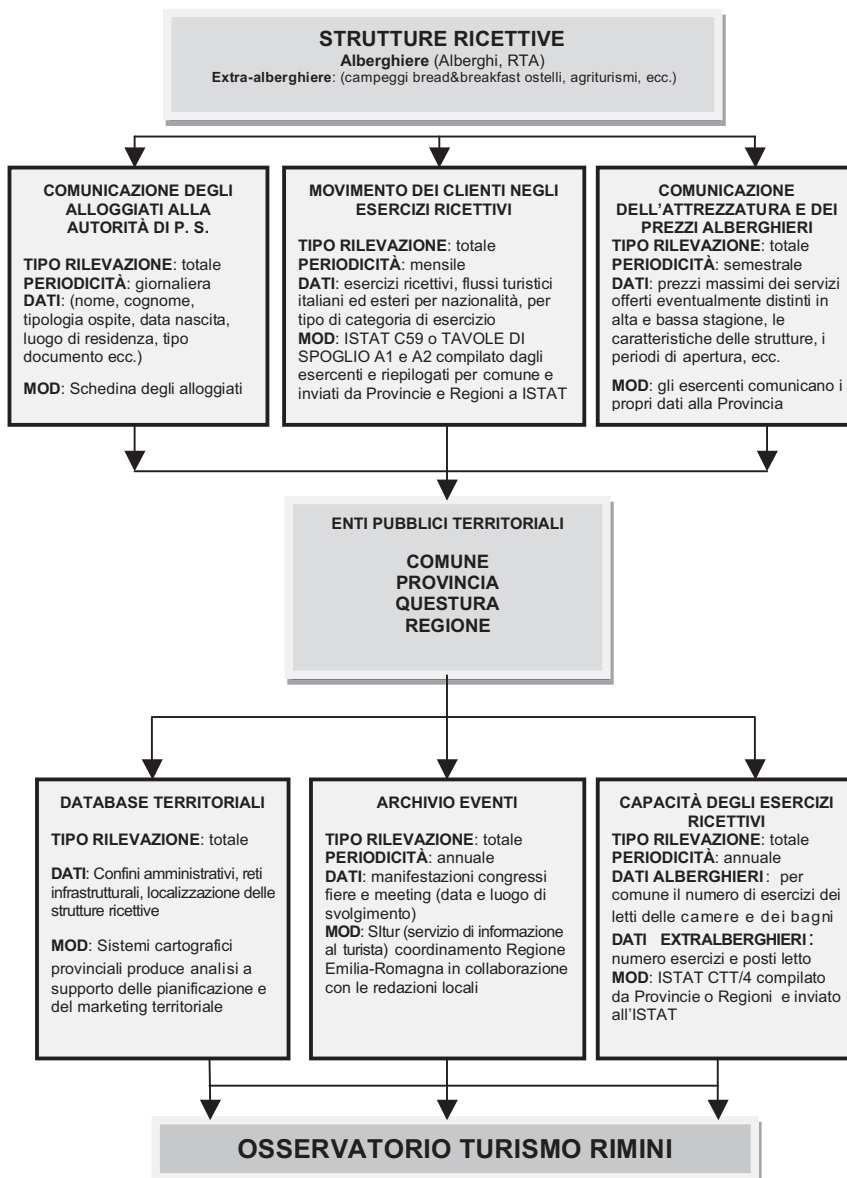 STRUTTURE RICETTIVE
Alberghiere (Alberghi, RTA)
Extra-alberghiere: (campeggi bread&breakfast ostelli, agriturismi, ecc.)
COMUNICAZIONE DEGLI
ALLOGGIATI ALLA
AUTORITÀ DI P. S.
TIPO RILEVAZIONE: totale
PERIODICITÀ: giornaliera
DATI: (nome, cognome,
tipologia ospite, data nascita,
luogo di residenza, tipo
documento ecc.)
MOD: Schedina degli alloggiati
MOVIMENTO DEI CLIENTI NEGLI
ESERCIZI RICETTIVI
TIPO RILEVAZIONE: totale
PERIODICITÀ: mensile
DATI: esercizi ricettivi, flussi turistici
italiani ed esteri per nazionalità, per
tipo di categoria di esercizio
MOD: ISTAT C59 o TAVOLE DI
SPOGLIO A1 e A2 compilato dagli
esercenti e riepilogati per comune e
inviati da Provincie e Regioni a ISTAT
COMUNICAZIONE
DELL'ATTREZZATURA E DEI
PREZZI ALBERGHIERI
TIPO RILEVAZIONE: totale
PERIODICITÀ: semestrale
DATI: prezzi massimi dei servizi
offerti eventualmente distinti in
alta e bassa stagione, le
caratteristiche delle strutture, i
periodi di apertura, ecc.
MOD: gli esercenti comunicano i
propri dati alla Provincia
ENTI PUBBLICI TERRITORIALI
COMUNE
PROVINCIA
QUESTURA
REGIONE
DATABASE TERRITORIALI
TIPO RILEVAZIONE: totale
DATI: Confini amministrativi, reti
infrastrutturali, localizzazione delle
strutture ricettive
MOD: Sistemi cartografici
provinciali produce analisi a
supporto delle pianificazione e
del marketing territoriale
ARCHIVIO EVENTI
TIPO RILEVAZIONE: totale
PERIODICITÀ: annuale
DATI: manifestazioni congressi
fiere e meeting (data e luogo di
svolgimento)
MOD: SItur (servizio di informazione
al turista) coordinamento Regione
Emilia-Romagna in collaborazione
con le redazioni locali
CAPACITÀ DEGLI ESERCIZI
RICETTIVI
TIPO RILEVAZIONE: totale
PERIODICITÀ: annuale
DATI ALBERGHIERI: per
comune il numero di esercizi dei
letti delle camere e dei bagni
DATI EXTRALBERGHIERI:
numero esercizi e posti letto
MOD: ISTAT CTT/4 compilato
da Provincie o Regioni e inviato
all'ISTAT
OSSERVATORIO TURISMO RIMINI